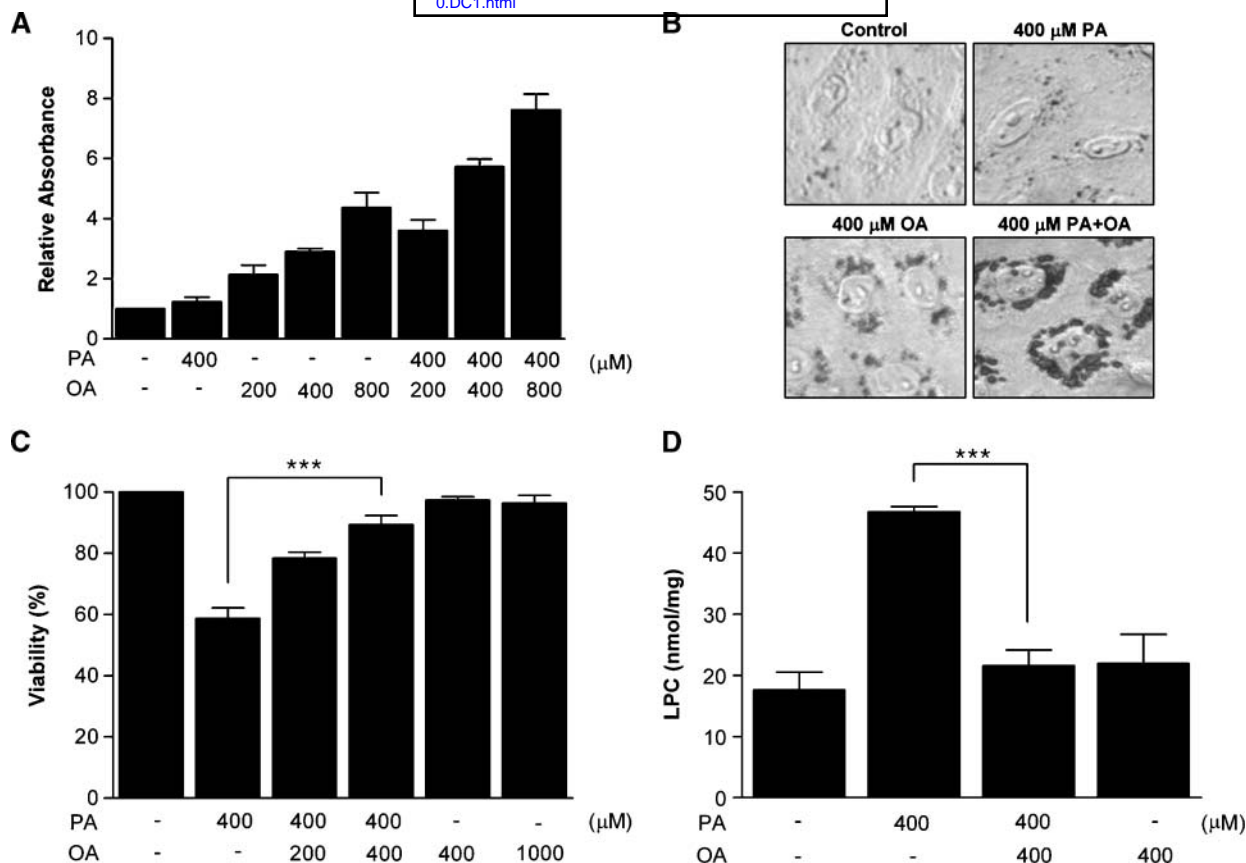 0.DC1.html
A
Relative Absorbance
10
8
6
4
2
0
PA - 400 - - - 400 400 400 (μM)
OA - - 200 400 800 200 400 800
B
Control
400 μM PA
400 μM OA
400 μM PA+OA
C
Viability (%)
100
80
60
40
20
0
***
PA - 400 400 400 - - (μM)
OA - - 200 400 400 1000
D
LPC (nmol/mg)
50
40
30
20
10
0
***
PA - 400 400 - (μM)
OA - - 400 400